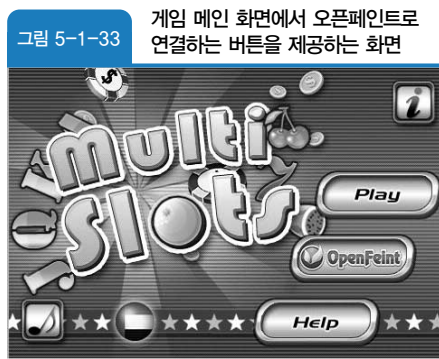 그림 5-1-33
게임 메인 화면에서 오픈페인트로
연결하는 버튼을 제공하는 화면
$
i
Multi
Slots
Play
OpenFeint
Help